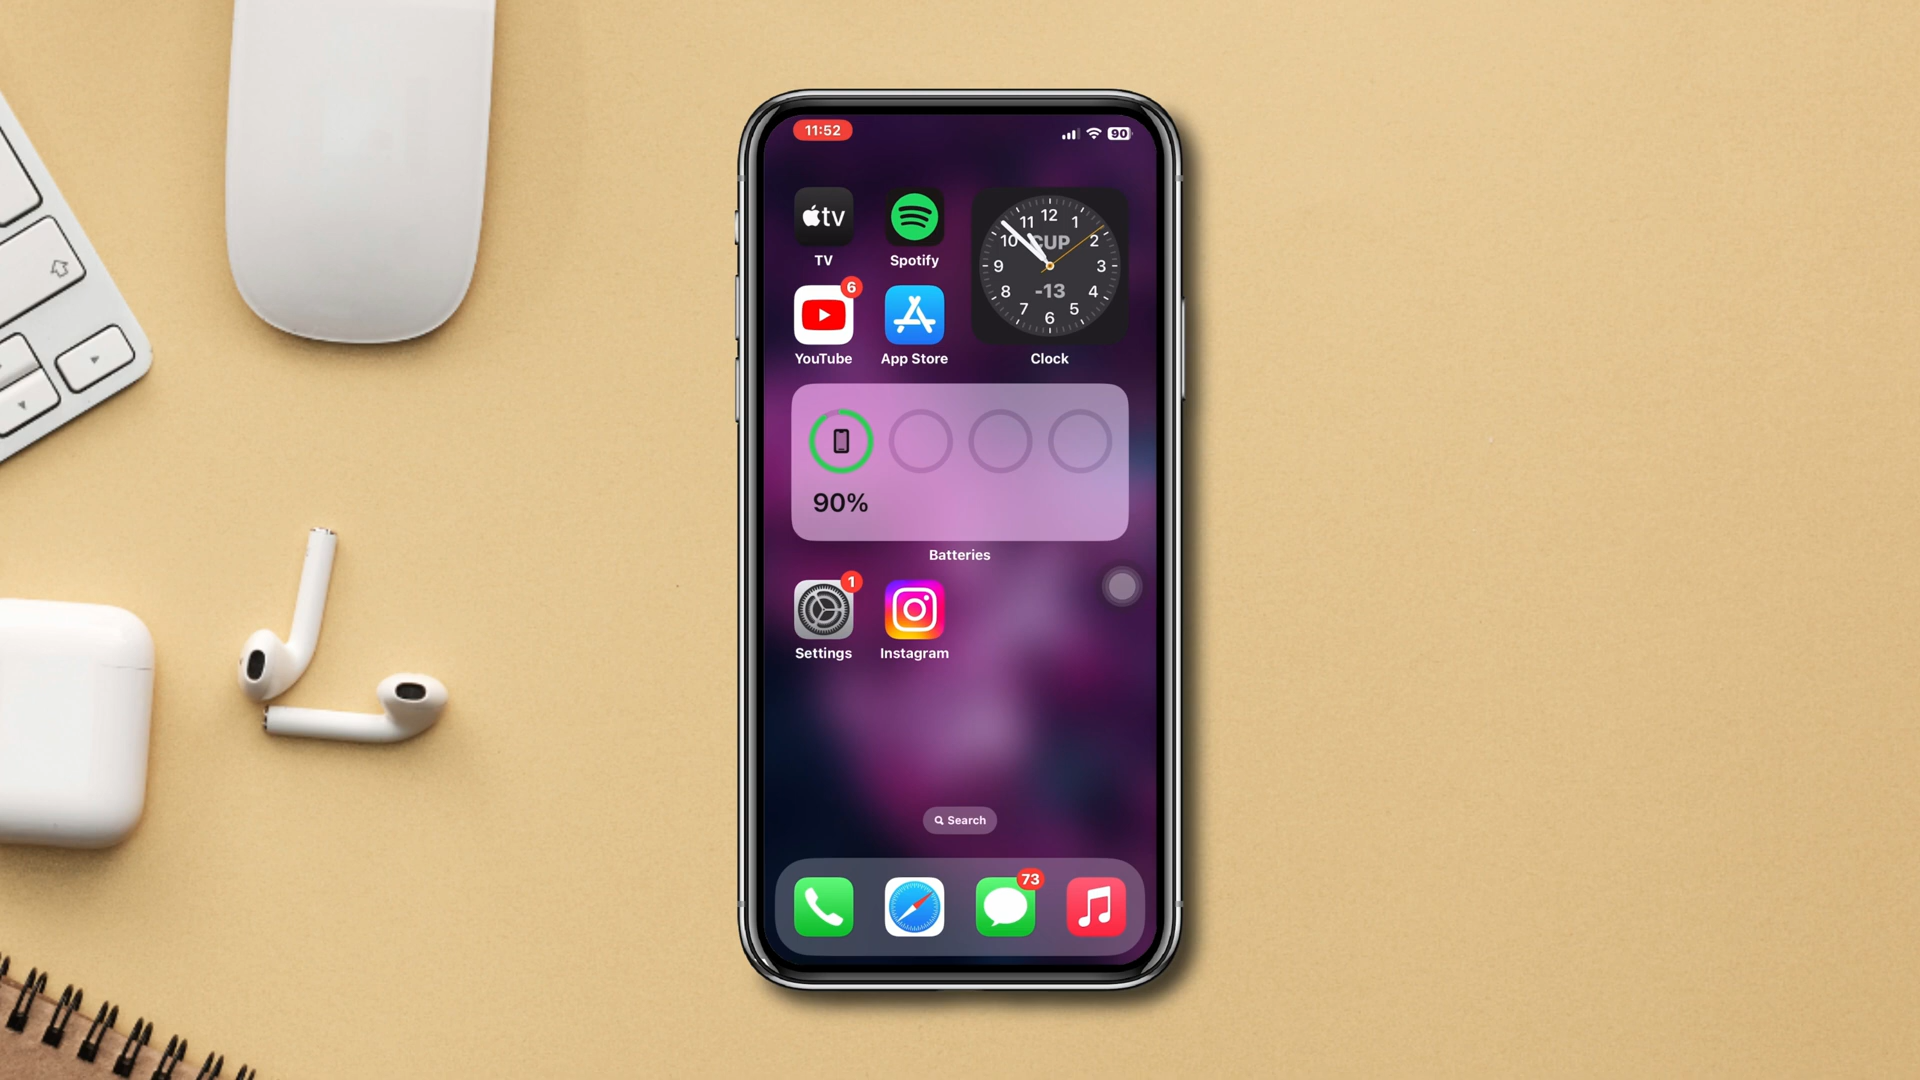 11:52
90
tv
TV
Spotify
12
11
1
10
CUP
2
9
3
8
-13
4
7
5
6
6
YouTube
App Store
Clock
90%
Batteries
1
Settings
Instagram
Search
73